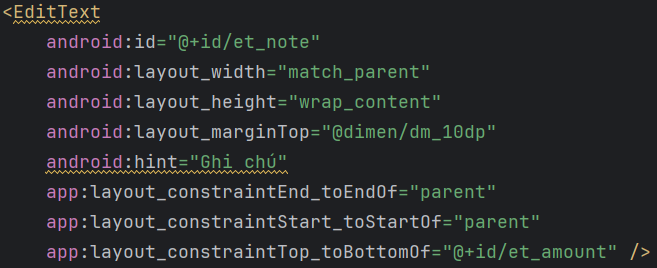 <EditText
android:id="@+id/et_note"
android:layout_width="match_parent"
android:layout_height="wrap_content"
android:layout_marginTop="@dimen/dm_10dp"
android:hint="Ghi chú"
app:layout_constraintEnd_toEndOf="parent"
app:layout_constraintStart_toStartOf="parent"
app:layout_constraintTop_toBottomOf="@+id/et_amount" />